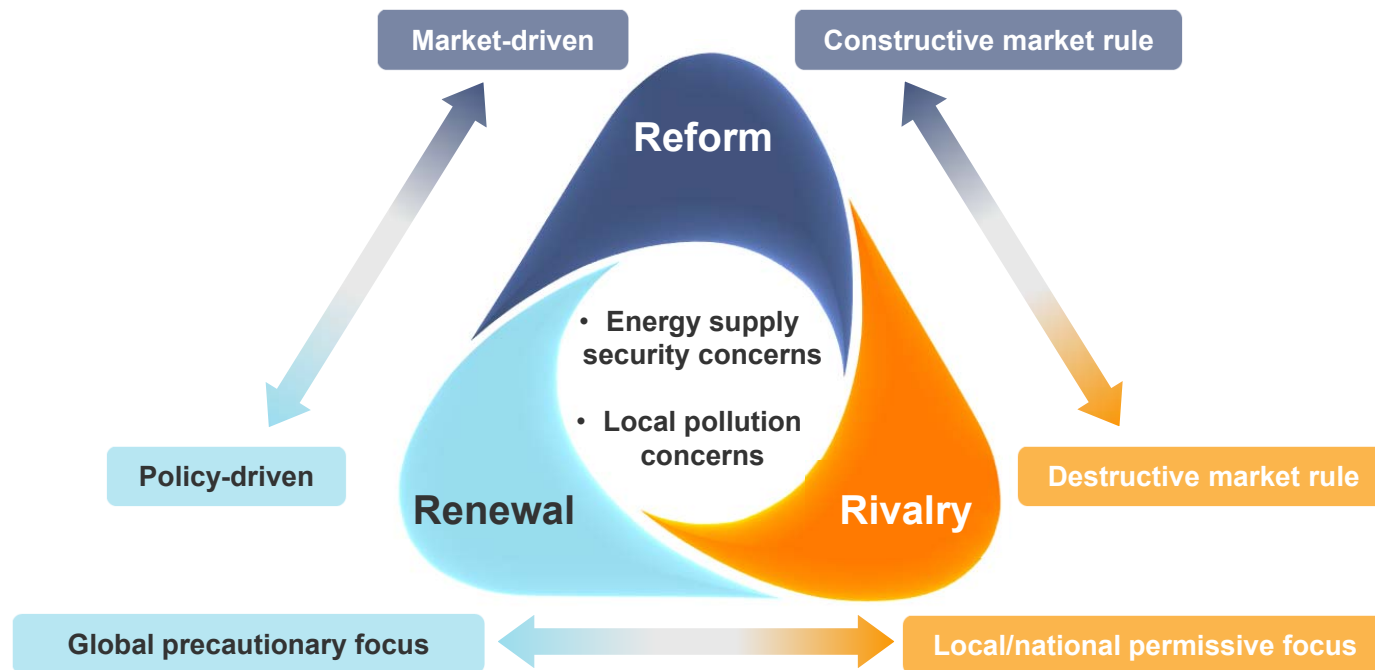 Market-driven
Constructive market rule
Reform
• Energy supply
security concerns
• Local pollution
concerns
Policy-driven
Destructive market rule
Renewal
Rivalry
Global precautionary focus
Local/national permissive focus